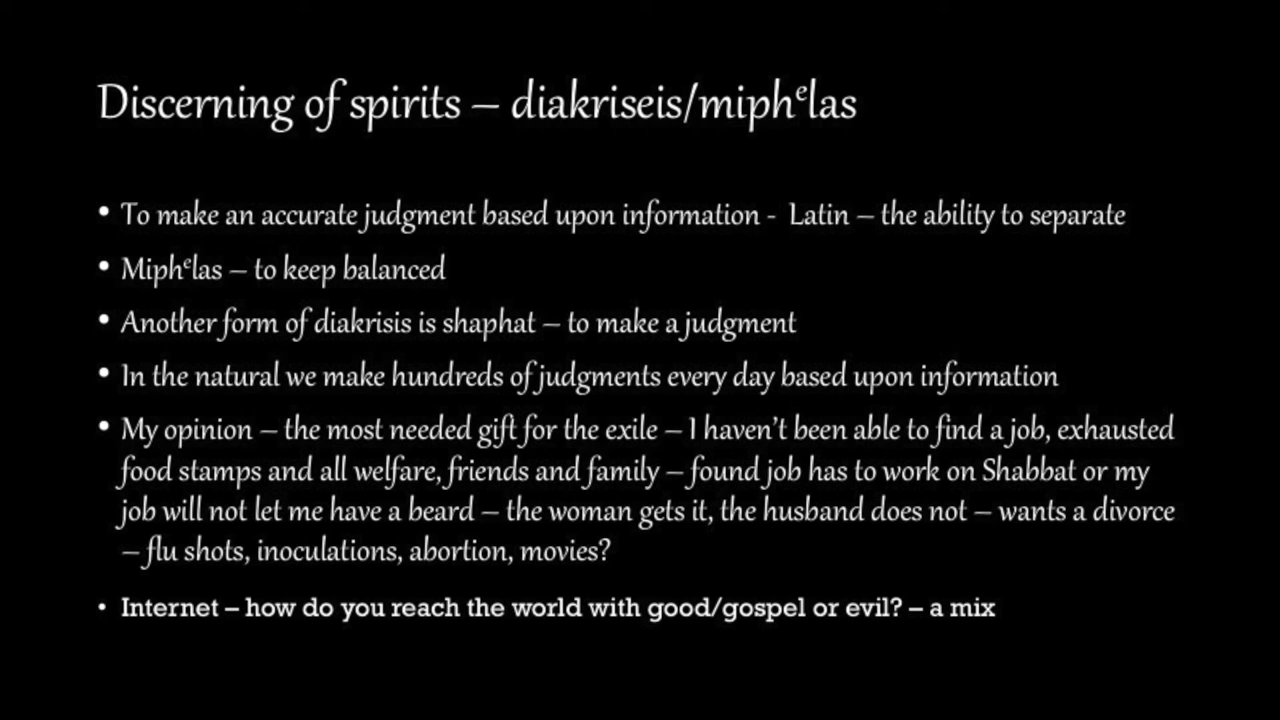 Discerning of spirits – diakriseis/miphᵉlas
• To make an accurate judgment based upon information - Latin – the ability to separate
• Miphᵉlas – to keep balanced
• Another form of diakrisis is shaphat – to make a judgment
• In the natural we make hundreds of judgments every day based upon information
• My opinion – the most needed gift for the exile – I haven't been able to find a job, exhausted
food stamps and all welfare, friends and family – found job has to work on Shabbat or my
job will not let me have a beard – the woman gets it, the husband does not – wants a divorce
– flu shots, inoculations, abortion, movies?
• Internet – how do you reach the world with good/gospel or evil? – a mix